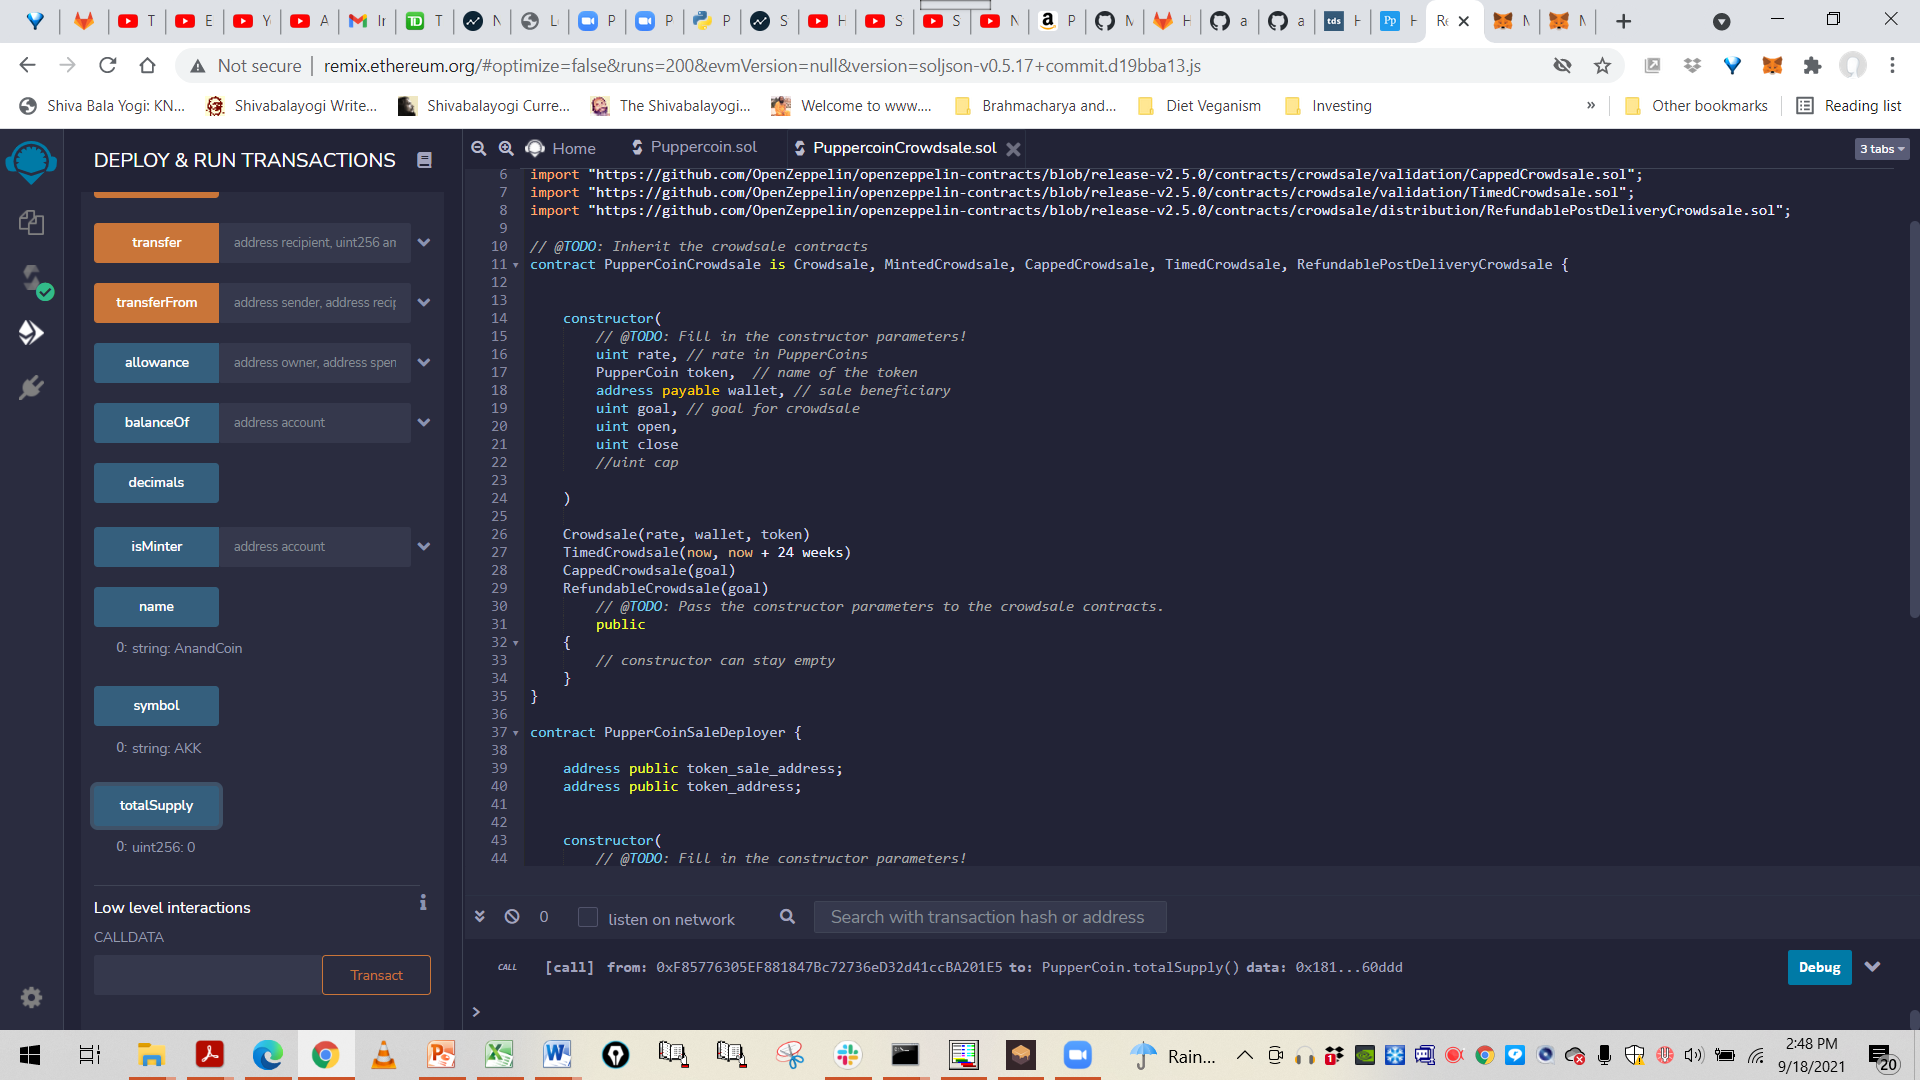 Not secure | remix.ethereum.org/#optimize=false&runs=200&evmVersion=null&version=soljson-v0.5.17+commit.d19bba13.js
Shiva Bala Yogi: KN... Shivabalayogi Write... Shivabalayogi Curre... The Shivabalayogi... Welcome to www.... Brahmacharya and... Diet Veganism Investing » Other bookmarks Reading list
DEPLOY & RUN TRANSACTIONS
transfer address recipient, uint256 am
transferFrom address sender, address recip
allowance address owner, address spen
balanceOf address account
decimals
isMinter address account
name
0: string: AnandCoin
symbol
0: string: AKK
totalSupply
0: uint256: 0
Low level interactions
CALLDATA
Transact
Home Puppercoin.sol PuppercoinCrowdsale.sol 3 tabs
6 import "https://github.com/OpenZeppelin/openzeppelin-contracts/blob/release-v2.5.0/contracts/crowdsale/validation/CappedCrowdsale.sol";
7 import "https://github.com/OpenZeppelin/openzeppelin-contracts/blob/release-v2.5.0/contracts/crowdsale/validation/TimedCrowdsale.sol";
8 import "https://github.com/OpenZeppelin/openzeppelin-contracts/blob/release-v2.5.0/contracts/crowdsale/distribution/RefundablePostDeliveryCrowdsale.sol";
9
10 // @TODO: Inherit the crowdsale contracts
11 contract PupperCoinCrowdsale is Crowdsale, MintedCrowdsale, CappedCrowdsale, TimedCrowdsale, RefundablePostDeliveryCrowdsale {
12
13
14 constructor(
15 // @TODO: Fill in the constructor parameters!
16 uint rate, // rate in PupperCoins
17 PupperCoin token, // name of the token
18 address payable wallet, // sale beneficiary
19 uint goal, // goal for crowdsale
20 uint open,
21 uint close
22 //uint cap
23
24 )
25
26 Crowdsale(rate, wallet, token)
27 TimedCrowdsale(now, now + 24 weeks)
28 CappedCrowdsale(goal)
29 RefundableCrowdsale(goal)
30 // @TODO: Pass the constructor parameters to the crowdsale contracts.
31 public
32 {
33 // constructor can stay empty
34 }
35 }
36
37 contract PupperCoinSaleDeployer {
38
39 address public token_sale_address;
40 address public token_address;
41
42
43 constructor(
44 // @TODO: Fill in the constructor parameters!
0 listen on network Search with transaction hash or address
CALL [call] from: 0xF85776305EF881847Bc72736eD32d41ccBA201E5 to: PupperCoin.totalSupply() data: 0x181...60ddd Debug
>
Rain... 2:48 PM
9/18/2021 20